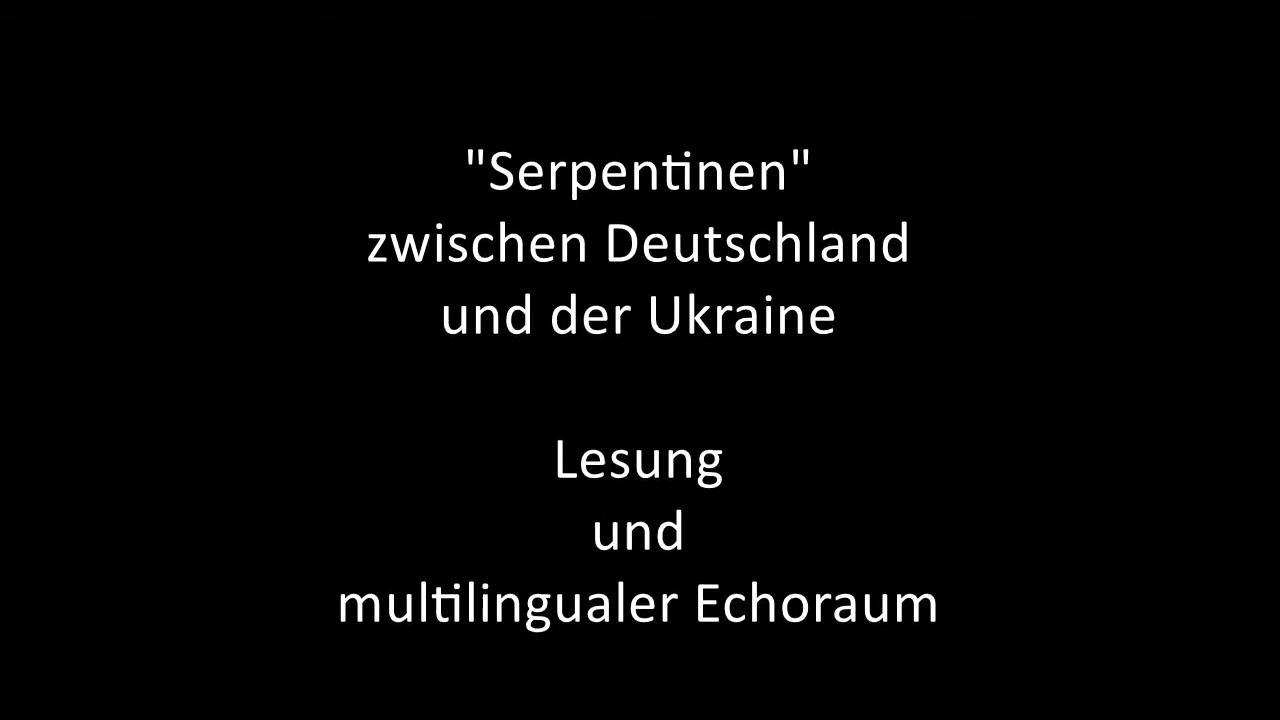 "Serpentinen"
zwischen Deutschland
und der Ukraine
Lesung
und
multilingualer Echoraum